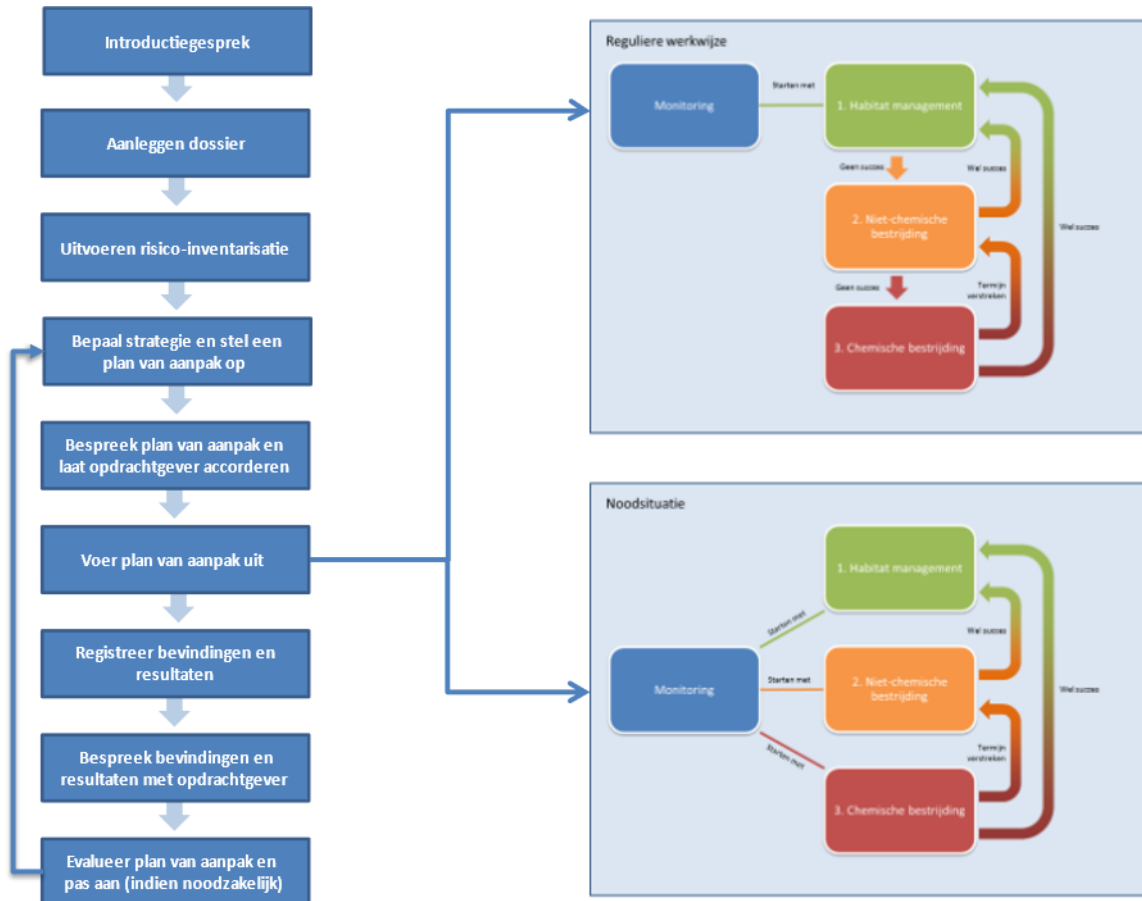 Introductiegesprek
Aanleggen dossier
Uitvoeren risico-inventarisatie
Bepaal strategie en stel een
plan van aanpak op
Bespreek plan van aanpak en
laat opdrachtgever accorderen
Voer plan van aanpak uit
Registreer bevindingen en
resultaten
Bespreek bevindingen en
resultaten met opdrachtgever
Evalueer plan van aanpak en
pas aan (indien noodzakelijk)
Reguliere werkwijze
Monitoring
Starten met
1. Habitat management
Geen succes
Wel succes
2. Niet-chemische
bestrijding
Wel succes
Geen succes
Termijn
verstreken
3. Chemische bestrijding
Noodsituatie
1. Habitat management
Starten met
Wel succes
Monitoring
Starten met
2. Niet-chemische
bestrijding
Wel succes
Starten met
Termijn
verstreken
3. Chemische bestrijding